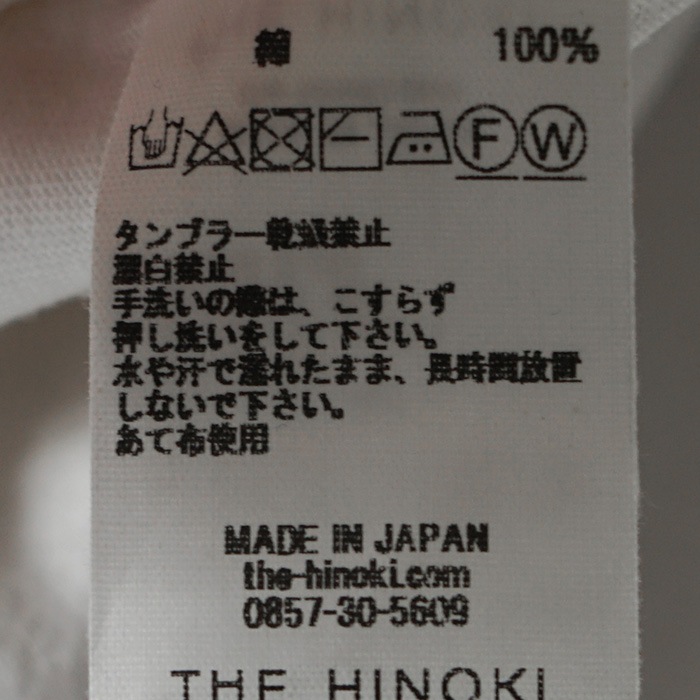 綿 100%
F W
タンブラー乾燥禁止
漂白禁止
手洗いの際は、こすらず
押し洗いをして下さい。
水や汗で濡れたまま、長時間放置
しないで下さい。
あて布使用
MADE IN JAPAN
the-hinoki.com
0857-30-5609
THE HINOKI